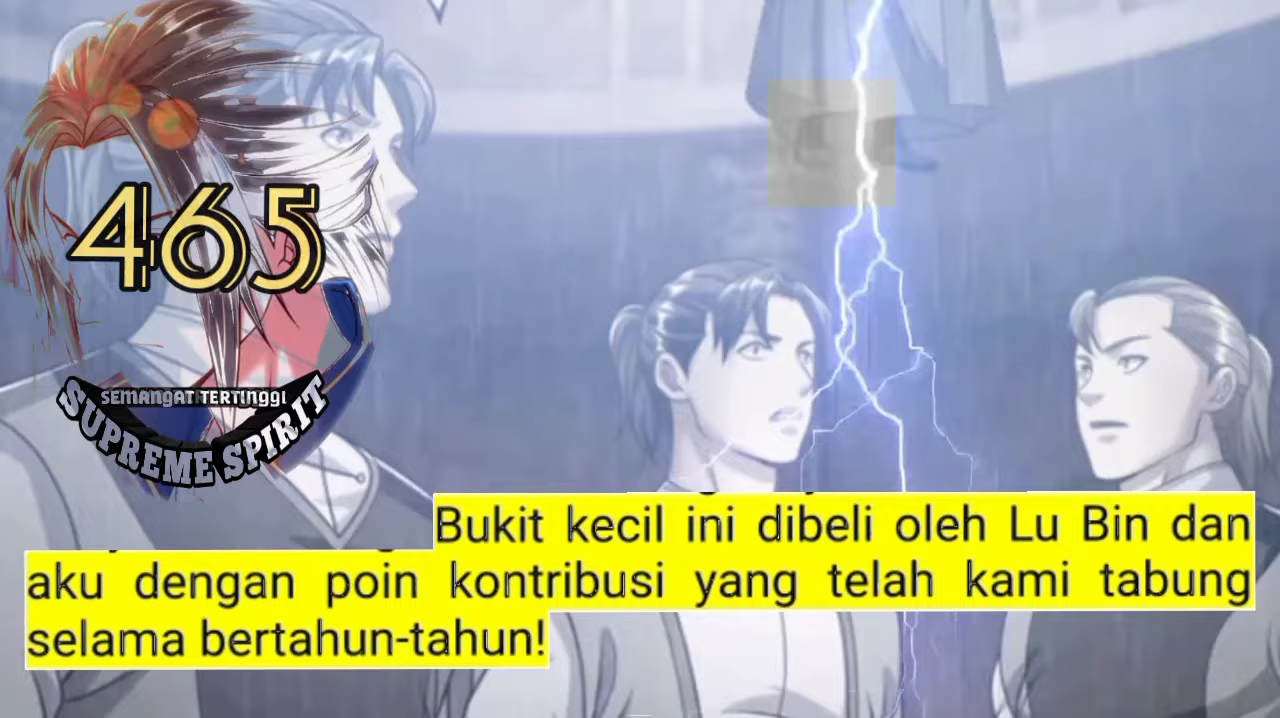 465
SEMANGAT TERTINGGI
SUPREME SPIRIT
Bukit kecil ini dibeli oleh Lu Bin dan
aku dengan poin kontribusi yang telah kami tabung
selama bertahun-tahun!